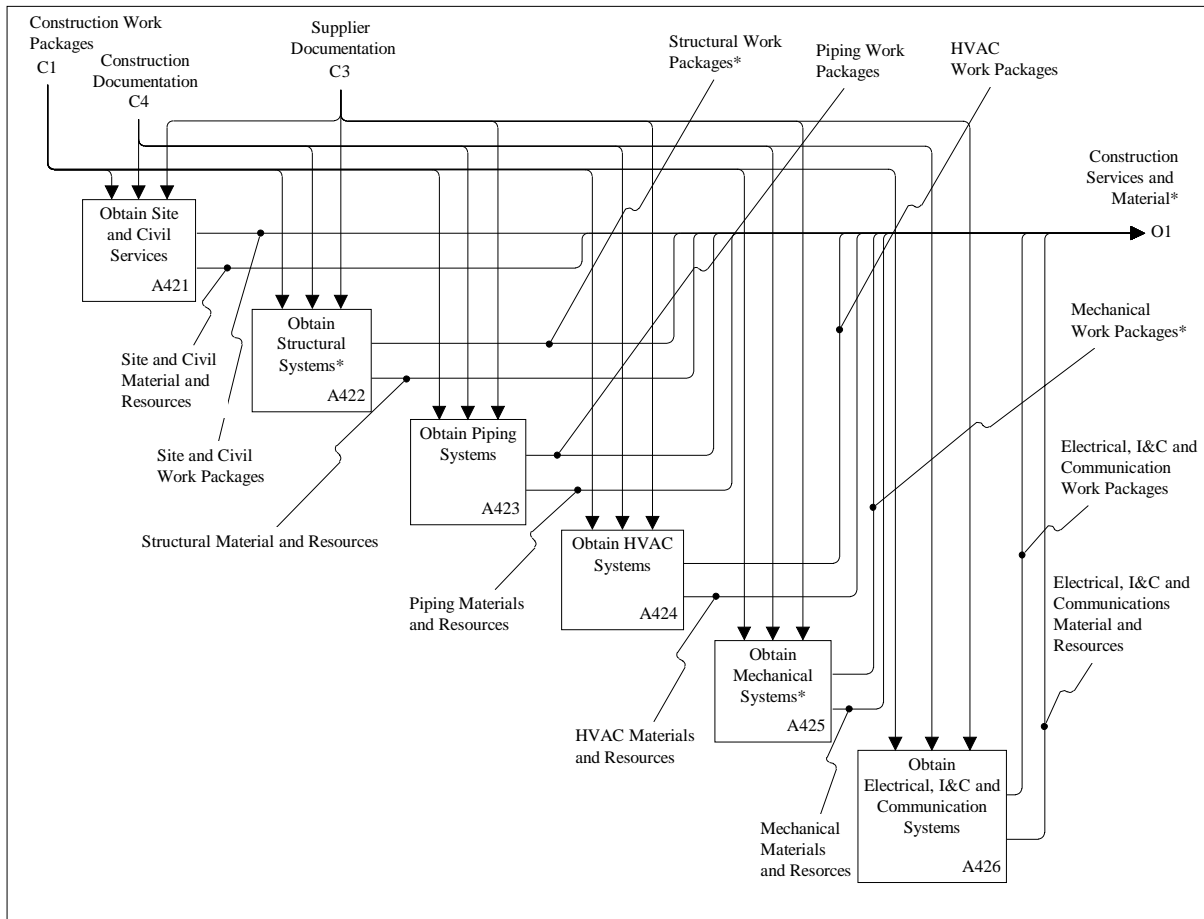 Construction Work
Packages
C1
Construction
Documentation
C4
Supplier
Documentation
C3
Structural Work
Packages*
Piping Work
Packages
HVAC
Work Packages
Construction
Services and
Material*
O1
Obtain Site
and Civil
Services
A421
Obtain
Structural
Systems*
A422
Mechanical
Work Packages*
Site and Civil
Material and
Resources
Obtain Piping
Systems
A423
Site and Civil
Work Packages
Electrical, I&C and
Communication
Work Packages
Structural Material and Resources
Obtain HVAC
Systems
A424
Piping Materials
and Resources
Electrical, I&C and
Communications
Material and
Resources
Obtain
Mechanical
Systems*
A425
HVAC Materials
and Resources
Obtain
Electrical, I&C and
Communication
Systems
A426
Mechanical
Materials
and Resorces